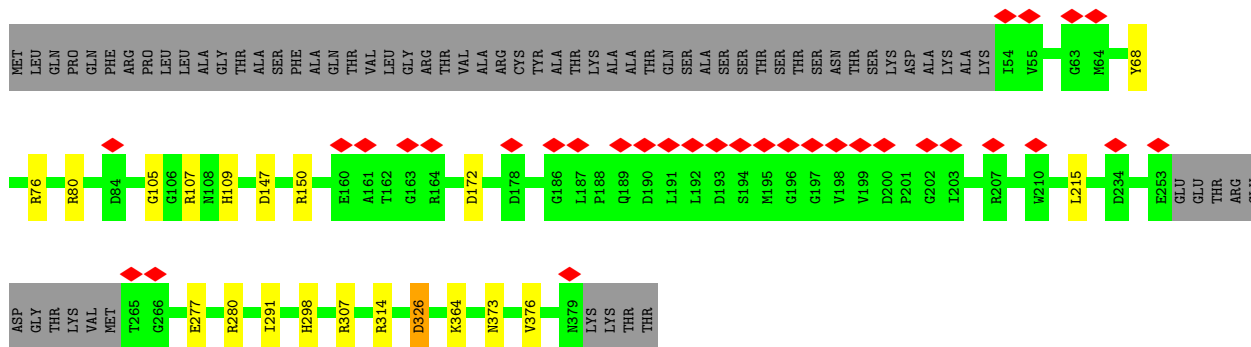 MET LEU GLN PRO GLN PHE ARG PRO LEU LEU ALA GLY THR ALA SER PHE ALA GLN THR VAL LEU GLY ARG THR VAL ALA ARG CYS TYR ALA THR LYS ALA ALA THR GLN SER ALA SER SER THR SER THR SER ASN THR SER LYS ASP ALA LYS ALA LYS I54 V55 G63 M64 Y68
R76 R80 D84 G105 G106 R107 N108 H109 D147 R150 E160 A161 T162 G163 R164 D172 D178 G186 L187 P188 Q189 D190 L191 L192 D193 S194 M195 G196 G197 V198 V199 D200 P201 G202 I203 R207 W210 L215 D234 E253 GLU GLU THR ARG
ASP GLY THR LYS VAL MET T265 G266 E277 R280 I291 H298 R307 R314 D326 K364 N373 V376 N379 LYS LYS THR THR